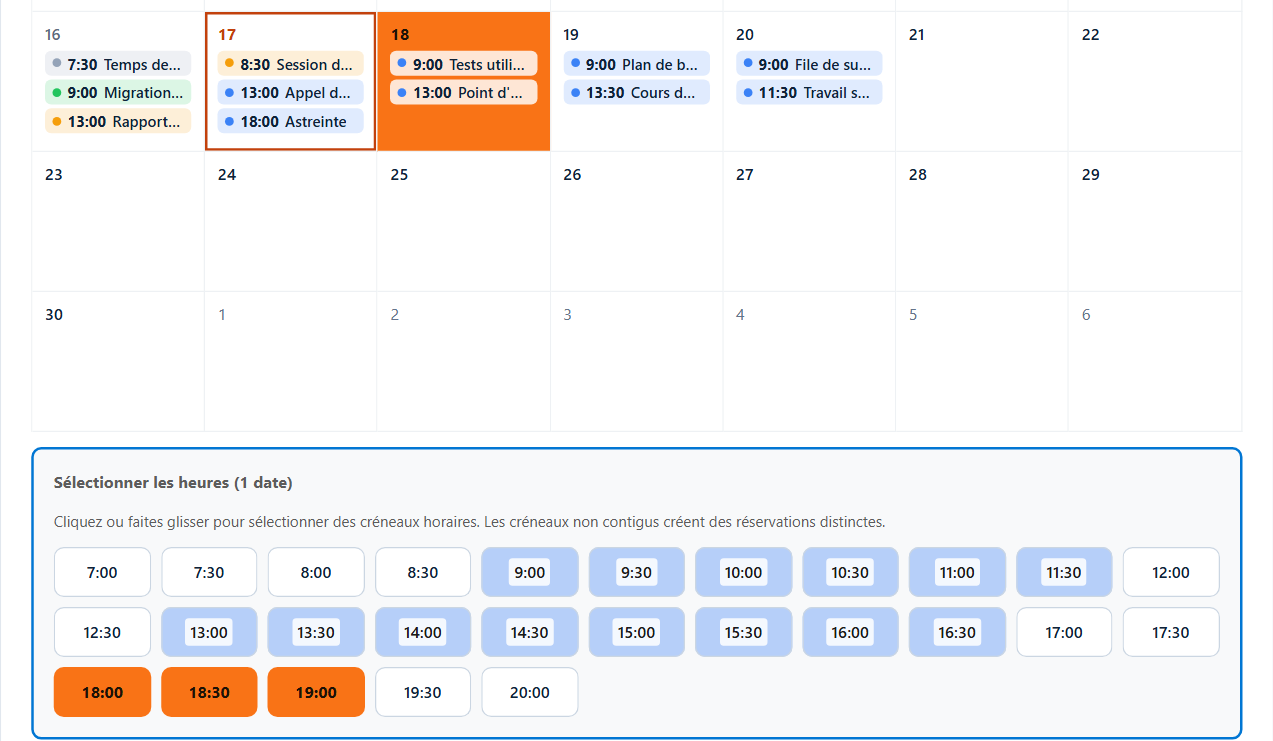 16 17 18 19 20 21 22
7:30 Temps de... 8:30 Session d... 9:00 Tests utili... 9:00 Plan de b... 9:00 File de su...
9:00 Migration... 13:00 Appel d... 13:00 Point d'... 13:30 Cours d... 11:30 Travail s...
13:00 Rapport... 18:00 Astreinte
23 24 25 26 27 28 29
30 1 2 3 4 5 6
Sélectionner les heures (1 date)
Cliquez ou faites glisser pour sélectionner des créneaux horaires. Les créneaux non contigus créent des réservations distinctes.
7:00 7:30 8:00 8:30 9:00 9:30 10:00 10:30 11:00 11:30 12:00
12:30 13:00 13:30 14:00 14:30 15:00 15:30 16:00 16:30 17:00 17:30
18:00 18:30 19:00 19:30 20:00